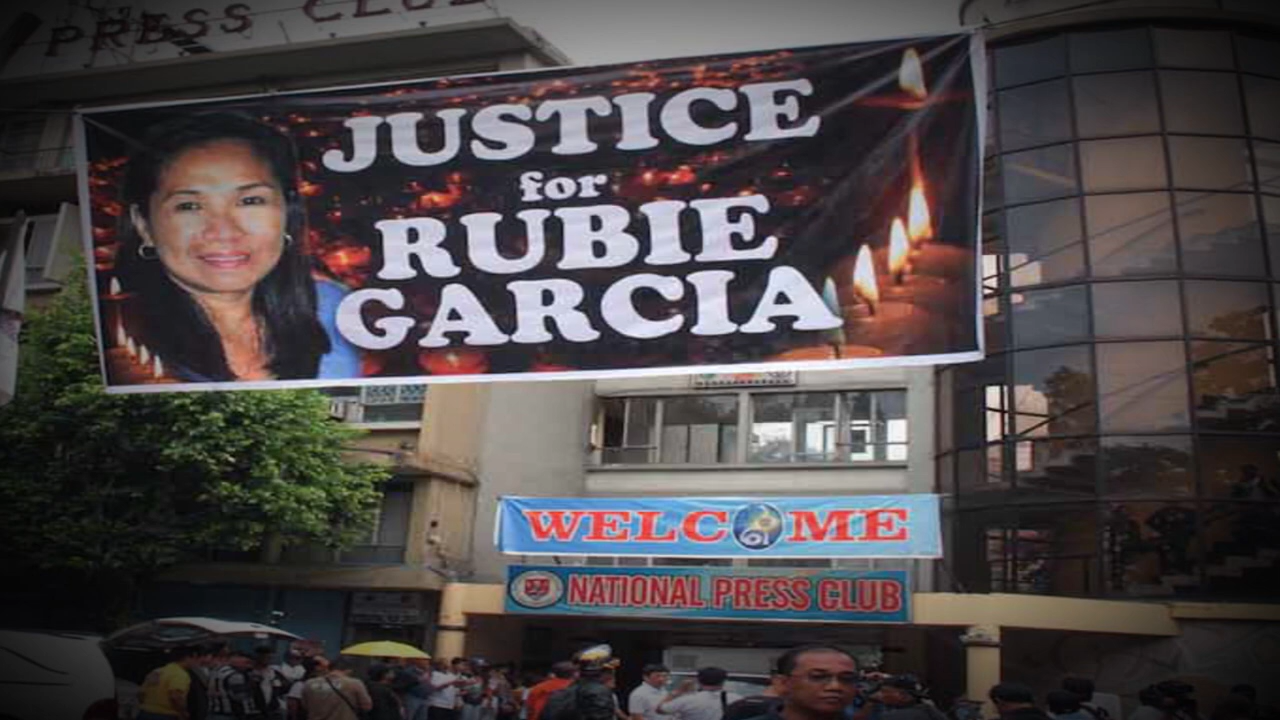 PRESS CLUB
JUSTICE
for
RUBIE
GARCIA
WELCOME
NATIONAL PRESS CLUB